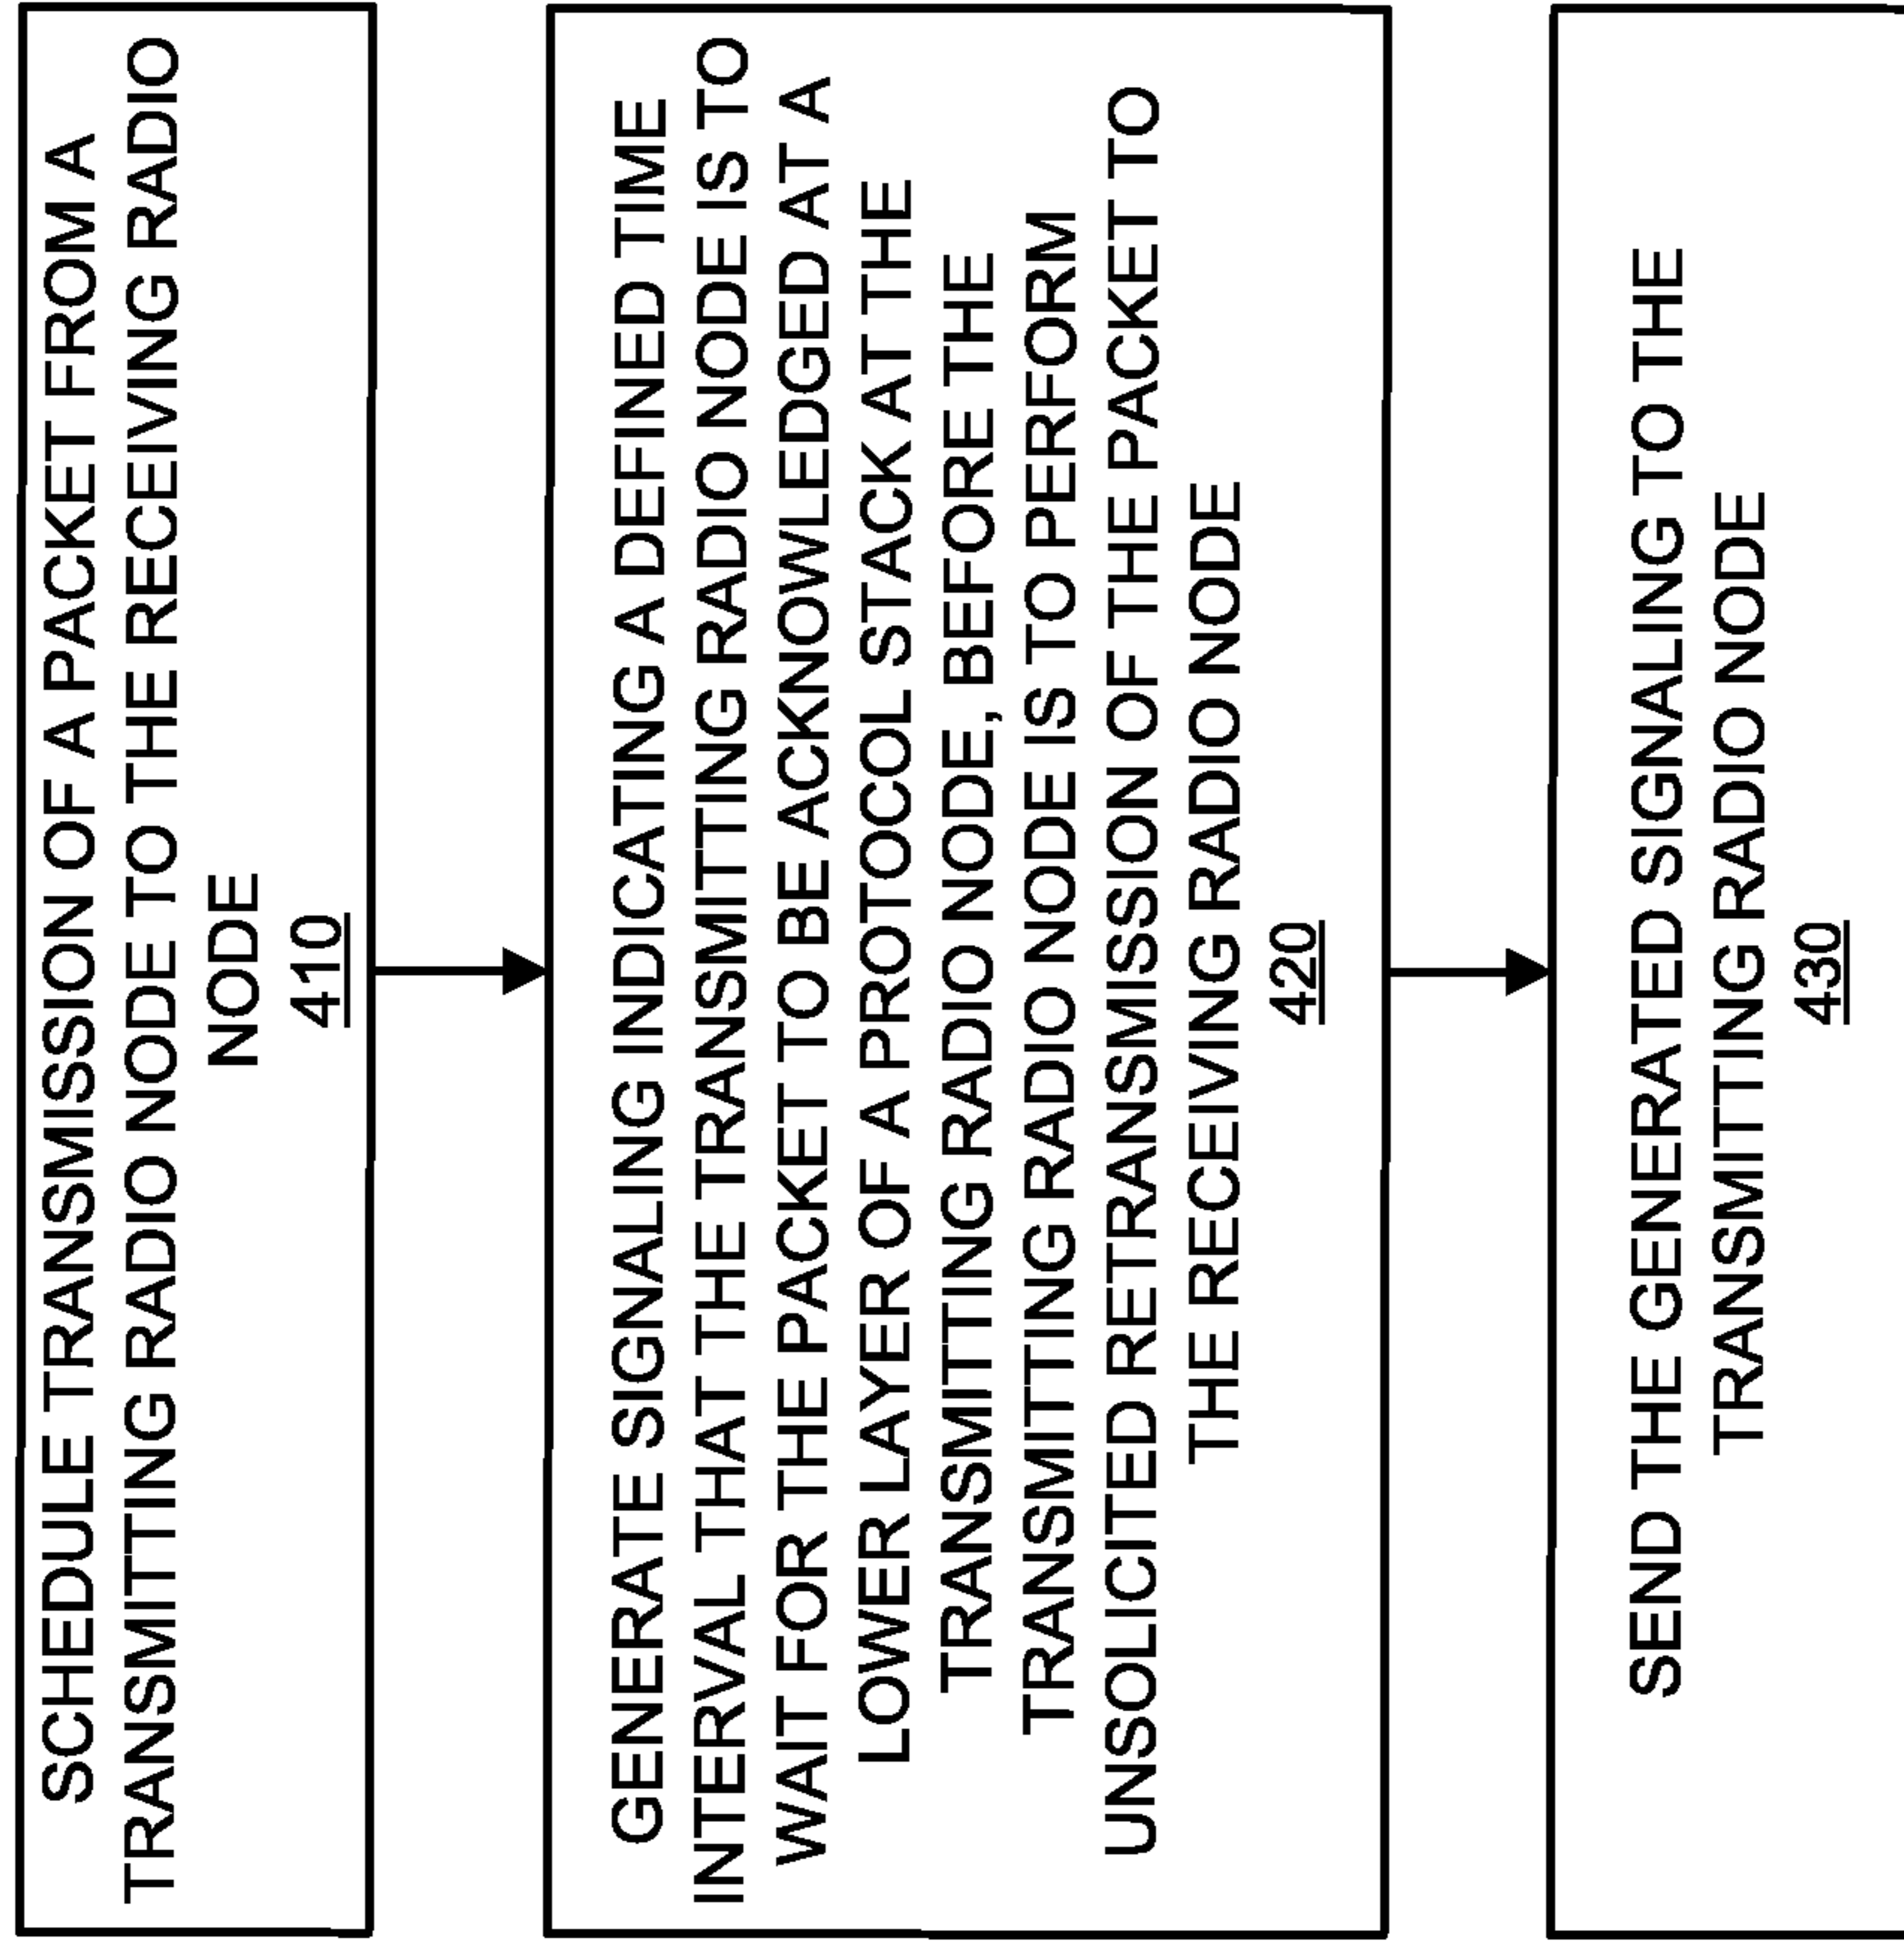 SCHEDULE TRANSMISSION OF A PACKET FROM A
TRANSMITTING RADIO NODE TO THE RECEIVING RADIO
NODE
410
GENERATE SIGNALING INDICATING A DEFINED TIME
INTERVAL THAT THE TRANSMITTING RADIO NODE IS TO
WAIT FOR THE PACKET TO BE ACKNOWLEDGED AT A
LOWER LAYER OF A PROTOCOL STACK AT THE
TRANSMITTING RADIO NODE, BEFORE THE
TRANSMITTING RADIO NODE IS TO PERFORM
UNSOLICITED RETRANSMISSION OF THE PACKET TO
THE RECEIVING RADIO NODE
420
SEND THE GENERATED SIGNALING TO THE
TRANSMITTING RADIO NODE
430